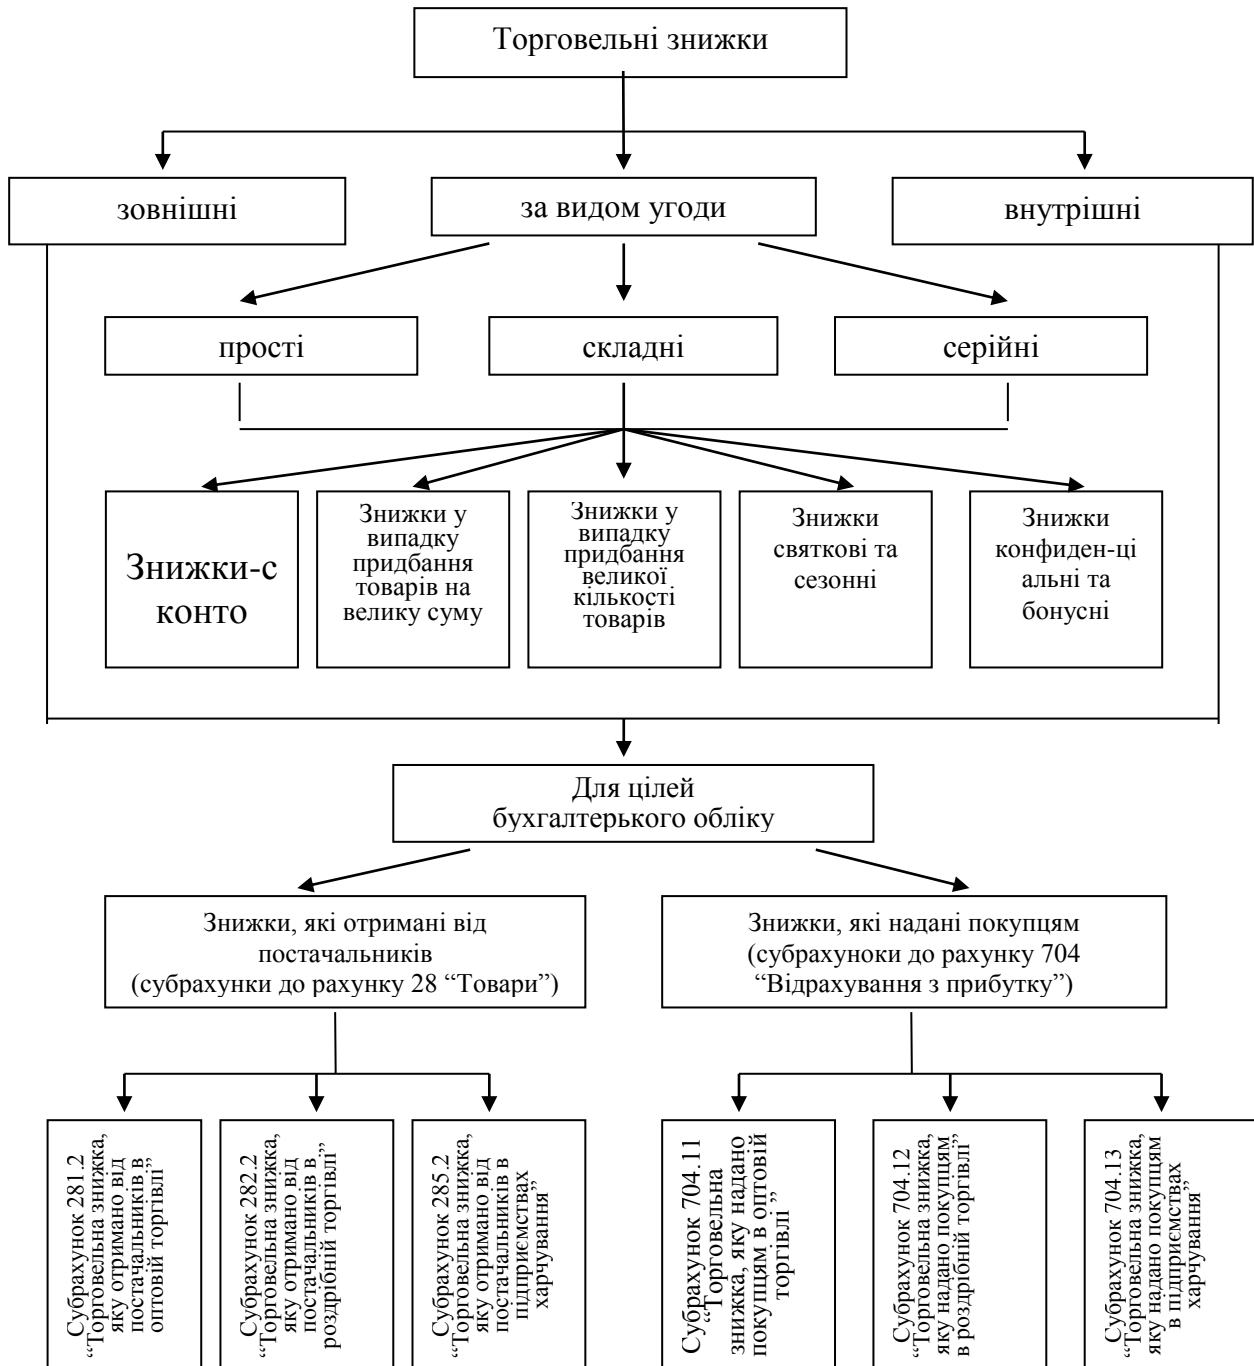 Торговельні знижки
зовнішні
за видом угоди
внутрішні
прості
складні
серійні
Знижки-с
конто
Знижки у
випадку
придбання
товарів на
велику суму
Знижки у
випадку
придбання
великої
кількості
товарів
Знижки
святкові та
сезонні
Знижки
конфиден-ці
альні та
бонусні
Для цілей
бухгалтерького обліку
Знижки, які отримані від
постачальників
(субрахунки до рахунку 28 “Товари”)
Знижки, які надані покупцям
(субрахуноки до рахунку 704
“Відрахування з прибутку”)
Субрахунок 281.2
“Торговельна знижка,
яку отримано від
постачальників в
оптовій торгівлі”
Субрахунок 282.2
“Торговельна знижка,
яку отримано від
постачальників в
роздрібній торгівлі”
Субрахунок 285.2
“Торговельна знижка,
яку отримано від
постачальників в
підприємствах
харчування”
Субрахунок 704.11
“Торговельна
знижка, яку надано
покупцям в оптовій
торгівлі”
Субрахунок 704.12
“Торговельна знижка,
яку надано покупцям
в роздрібній торгівлі”
Субрахунок 704.13
“Торговельна знижка,
яку надано покупцям
в підприємствах
харчування”